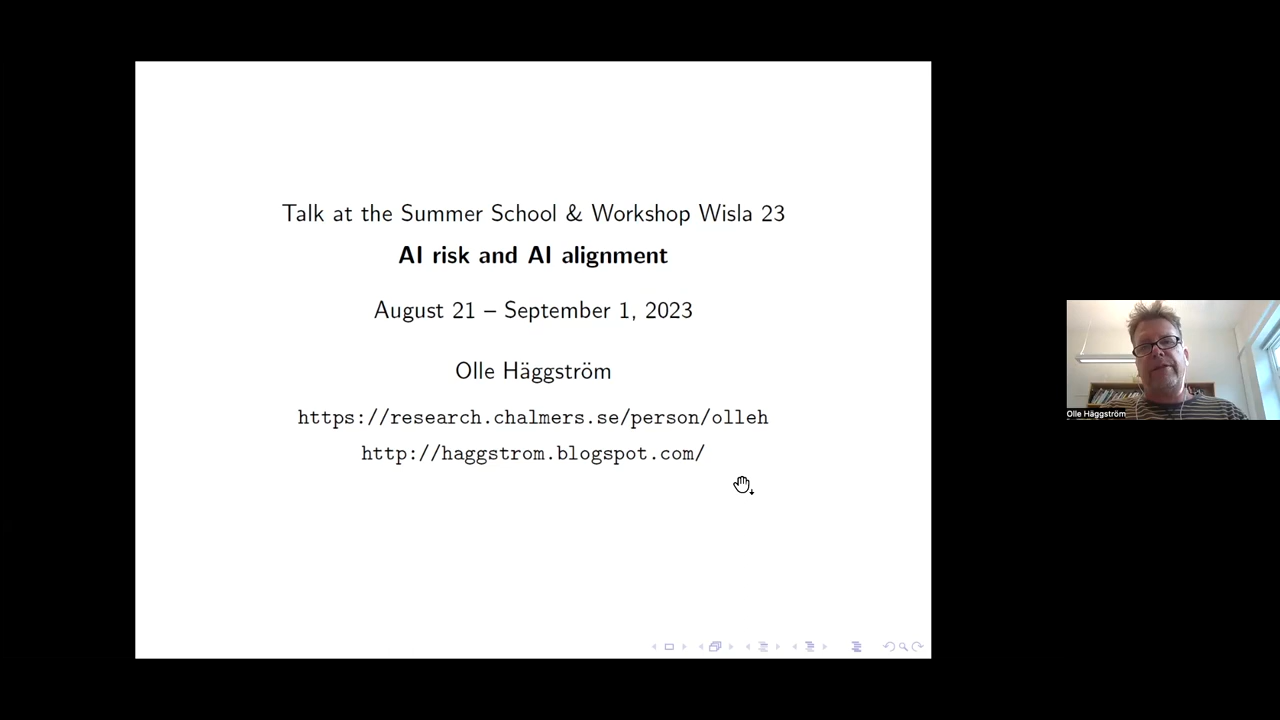 Talk at the Summer School & Workshop Wisla 23
AI risk and AI alignment
August 21 – September 1, 2023
Olle Häggström
https://research.chalmers.se/person/olleh
http://haggstrom.blogspot.com/
Olle Häggström